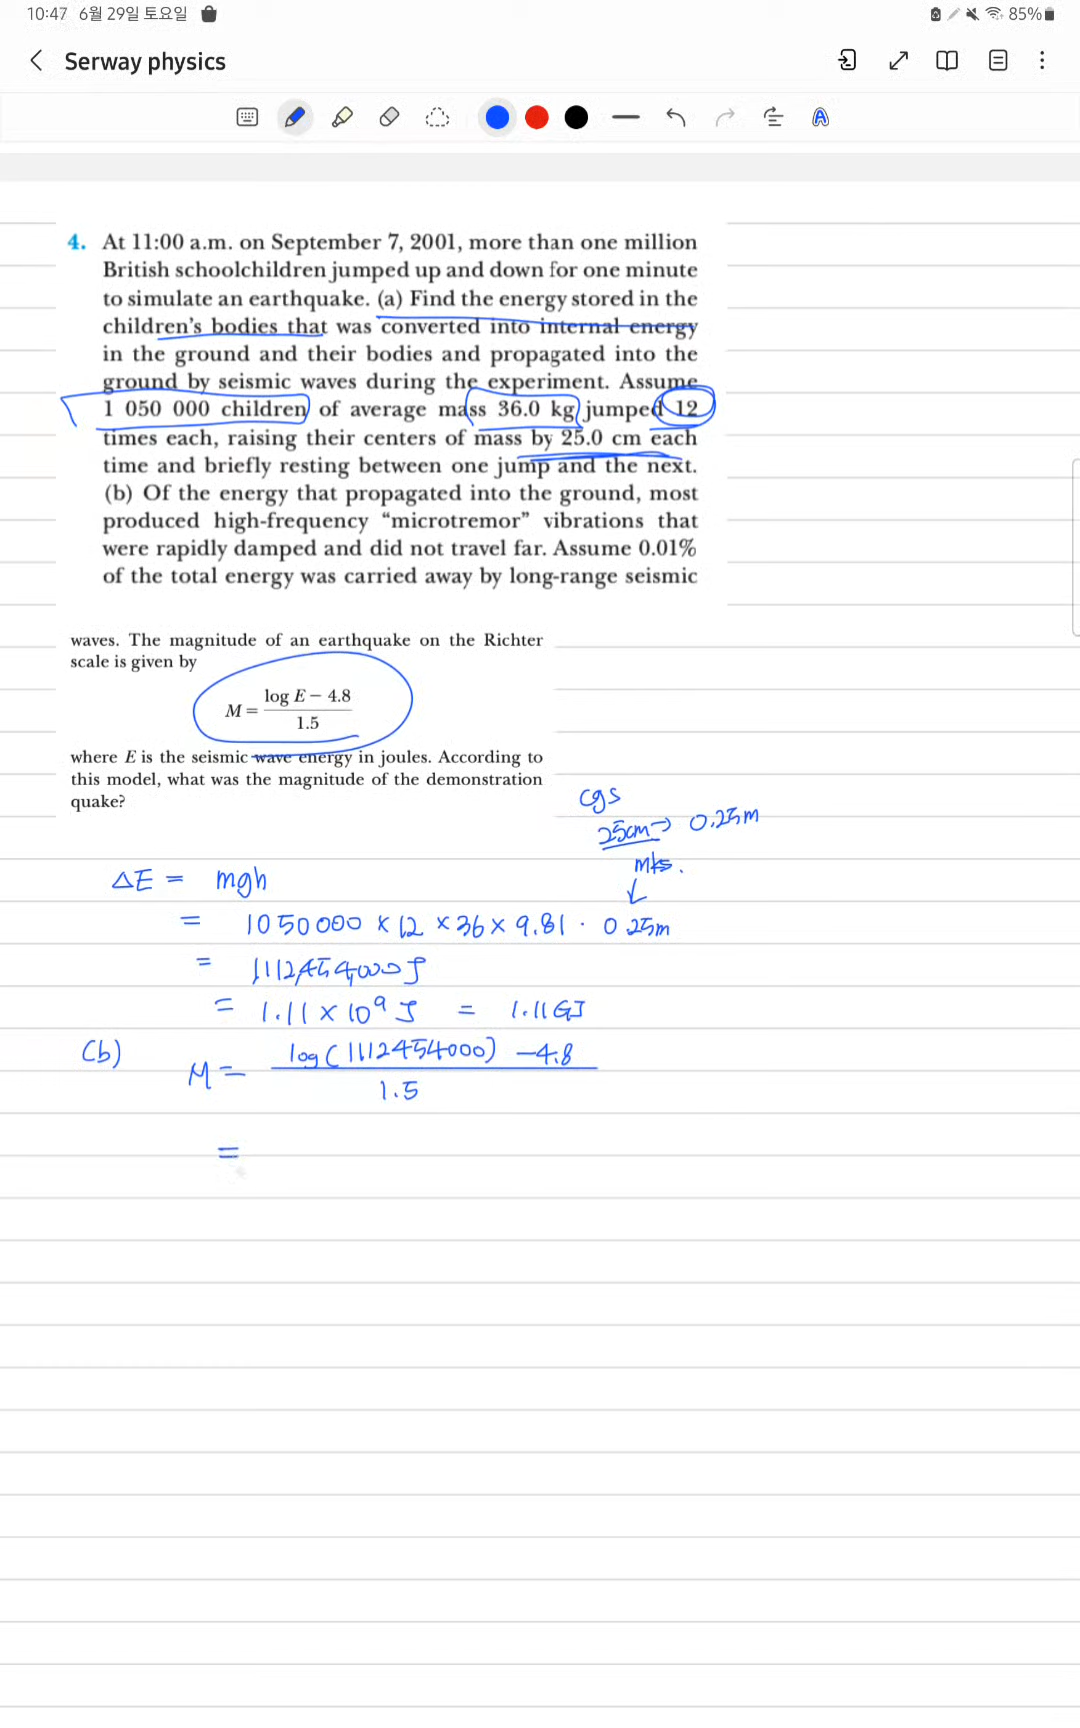 10:47 6월 29일 토요일
85%
Serway physics
4. At 11:00 a.m. on September 7, 2001, more than one million
British schoolchildren jumped up and down for one minute
to simulate an earthquake. (a) Find the energy stored in the
children's bodies that was converted into internal energy
in the ground and their bodies and propagated into the
ground by seismic waves during the experiment. Assume
1 050 000 children of average mass 36.0 kg jumped 12
times each, raising their centers of mass by 25.0 cm each
time and briefly resting between one jump and the next.
(b) Of the energy that propagated into the ground, most
produced high-frequency “microtremor” vibrations that
were rapidly damped and did not travel far. Assume 0.01%
of the total energy was carried away by long-range seismic
waves. The magnitude of an earthquake on the Richter
scale is given by
M = log E − 4.8
1.5
where E is the seismic wave energy in joules. According to
this model, what was the magnitude of the demonstration
quake?
cgs
25cm → 0.25m
mks.
↓
ΔE = mgh
= 1050000 × 12 × 36 × 9.81 · 0.25m
= 1112454000J
= 1.11 × 10⁹ J = 1.11 GJ
(b) M = log(1112454000) − 4.8
1.5
=